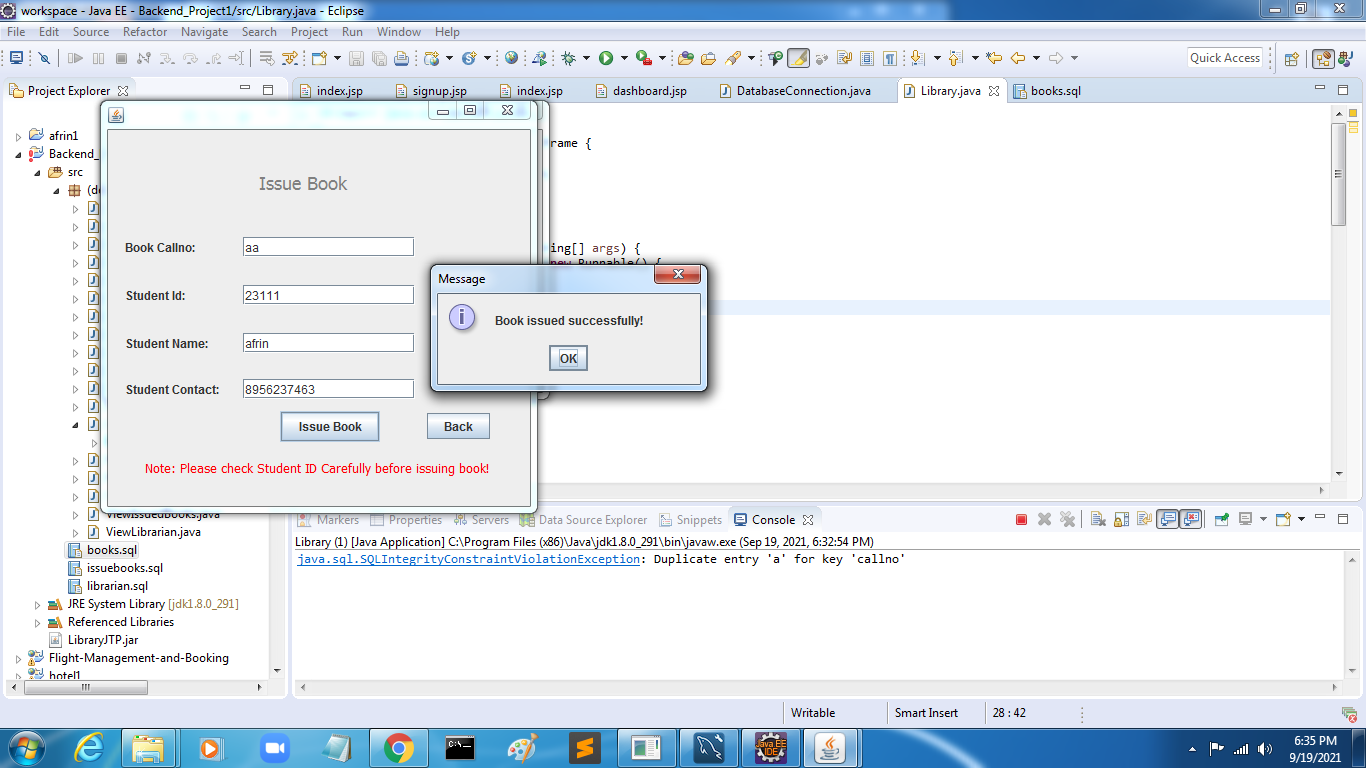 workspace - Java EE - Backend_Project1/src/Library.java - Eclipse
File Edit Source Refactor Navigate Search Project Run Window Help
Quick Access
Project Explorer
index.jsp signup.jsp index.jsp dashboard.jsp DatabaseConnection.java Library.java books.sql
afrin1
Backend_
src
(de
rame {
ing[] args) {
new Runnable() {
Issue Book
Book Callno: aa
Student Id: 23111
Student Name: afrin
Student Contact: 8956237463
Issue Book Back
Note: Please check Student ID Carefully before issuing book!
Message
Book issued successfully!
OK
ViewIssuedBooks.java
ViewLibrarian.java
books.sql
issuebooks.sql
librarian.sql
JRE System Library [jdk1.8.0_291]
Referenced Libraries
LibraryJTP.jar
Flight-Management-and-Booking
hotel1
Markers Properties Servers Data Source Explorer Snippets Console
Library (1) [Java Application] C:\Program Files (x86)\Java\jdk1.8.0_291\bin\javaw.exe (Sep 19, 2021, 6:32:54 PM)
java.sql.SQLIntegrityConstraintViolationException: Duplicate entry 'a' for key 'callno'
Writable Smart Insert 28 : 42
Java EE
IDE
6:35 PM
9/19/2021